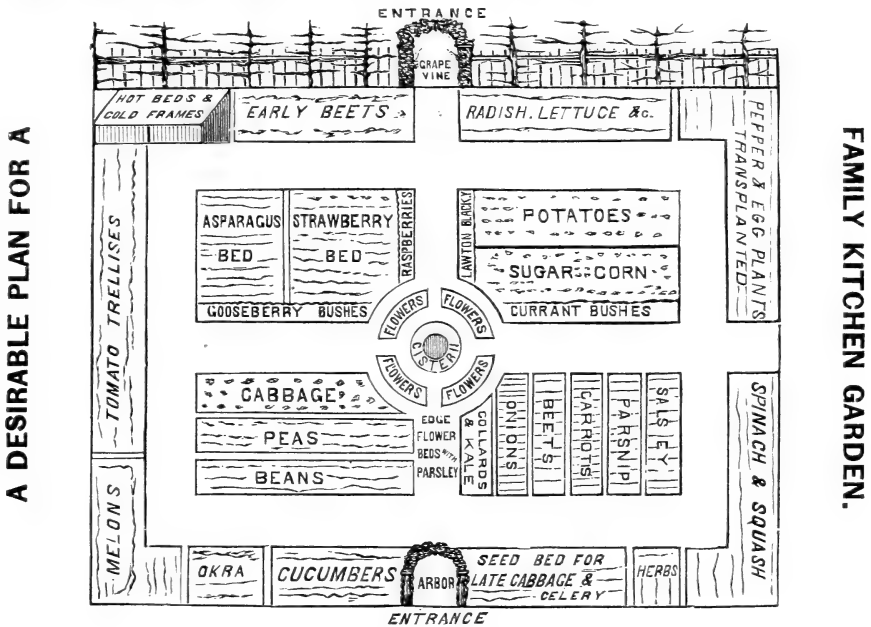 ENTRANCE
GRAPE
VINE
A DESIRABLE PLAN FOR A
FAMILY KITCHEN GARDEN.
HOT BEDS &
COLD FRAMES
EARLY BEETS
RADISH. LETTUCE &c.
PEPPER & EGG PLANTS
TRANSPLANTED
TOMATO TRELLISES
ASPARAGUS
BED
STRAWBERRY
BED
RASPBERRIES
LAWTON BLACK,Y
POTATOES
SUGAR CORN
GOOSEBERRY BUSHES
CURRANT BUSHES
FLOWERS
FLOWERS
CISTERN
FLOWERS
FLOWERS
CABBAGE
PEAS
BEANS
EDGE
FLOWER
BEDS WITH
PARSLEY
COLLARDS
& KALE
ONIONS
BEETS
CARROTS
PARSNIP
SALSEY
SPINACH & SQUASH
MELONS
OKRA
CUCUMBERS
ARBOR
SEED BED FOR
LATE CABBAGE &
CELERY
HERBS
ENTRANCE